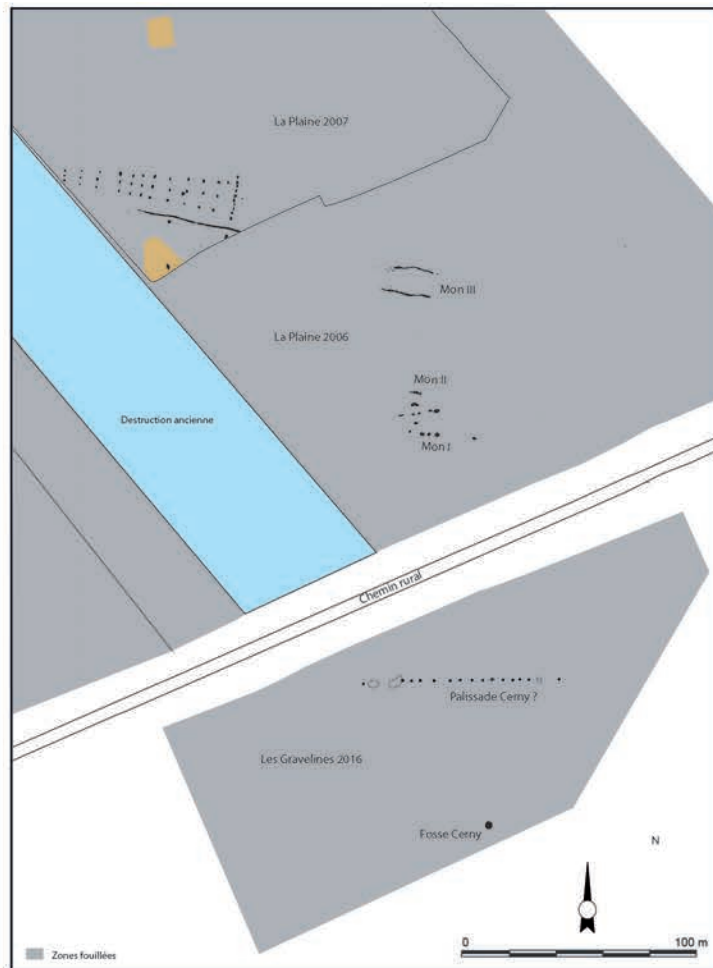 La Plaine 2007
Mon III
La Plaine 2006
Mon II
Destruction ancienne
Mon I
Chemin rural
Palissade Cerny ?
Les Gravelines 2016
Fosse Cerny
N
0 100 m
Zones fouillées